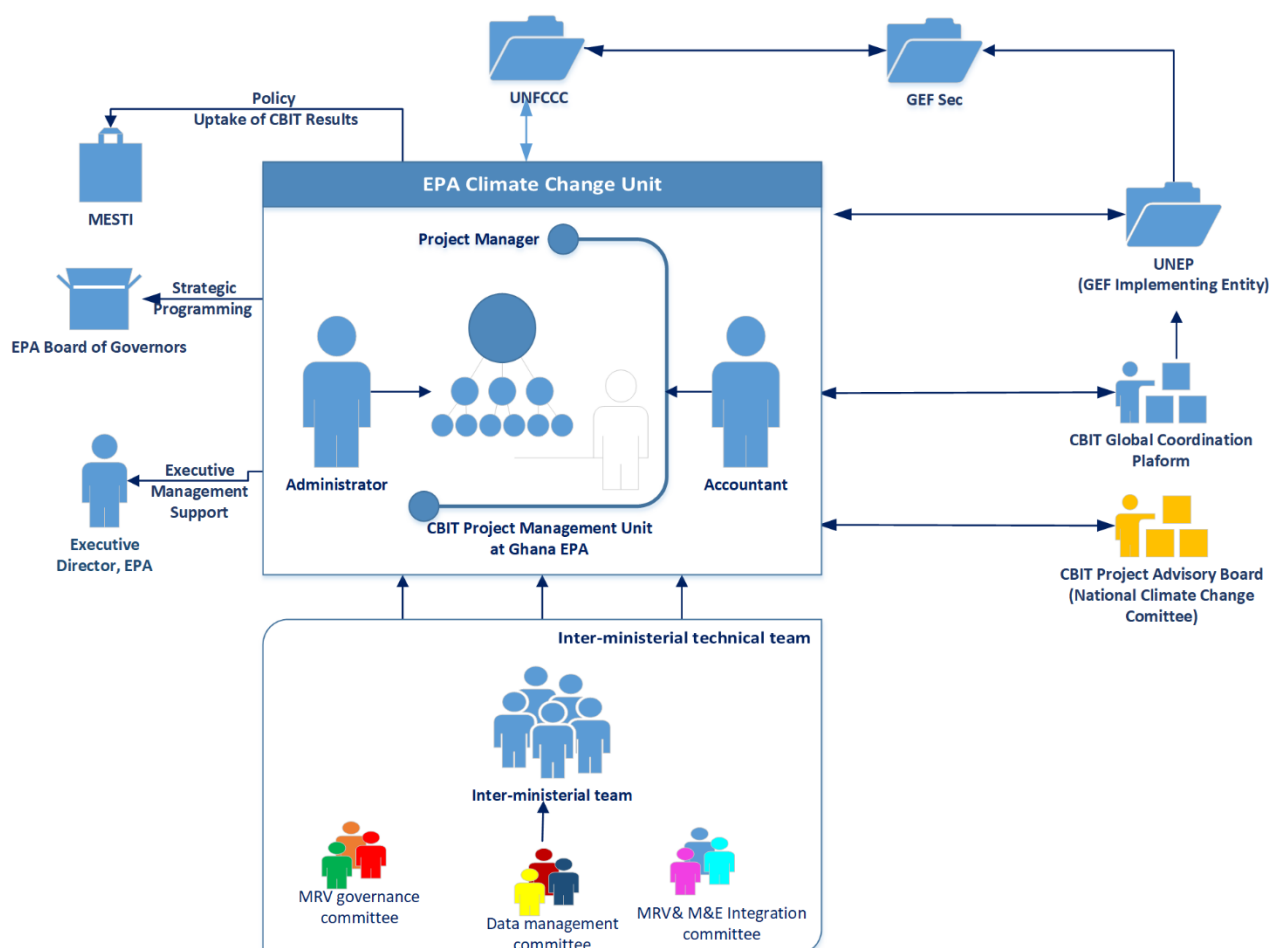 UNFCCC
GEF Sec
Policy
Uptake of CBIT Results
MESTI
EPA Climate Change Unit
Project Manager
UNEP
(GEF Implementing Entity)
Strategic
Programming
EPA Board of Governors
Administrator
Accountant
CBIT Global Coordination
Plaform
Executive
Management
Support
Executive
Director, EPA
CBIT Project Management Unit
at Ghana EPA
CBIT Project Advisory Board
(National Climate Change
Comittee)
Inter-ministerial technical team
Inter-ministerial team
MRV governance
committee
Data management
committee
MRV& M&E Integration
committee